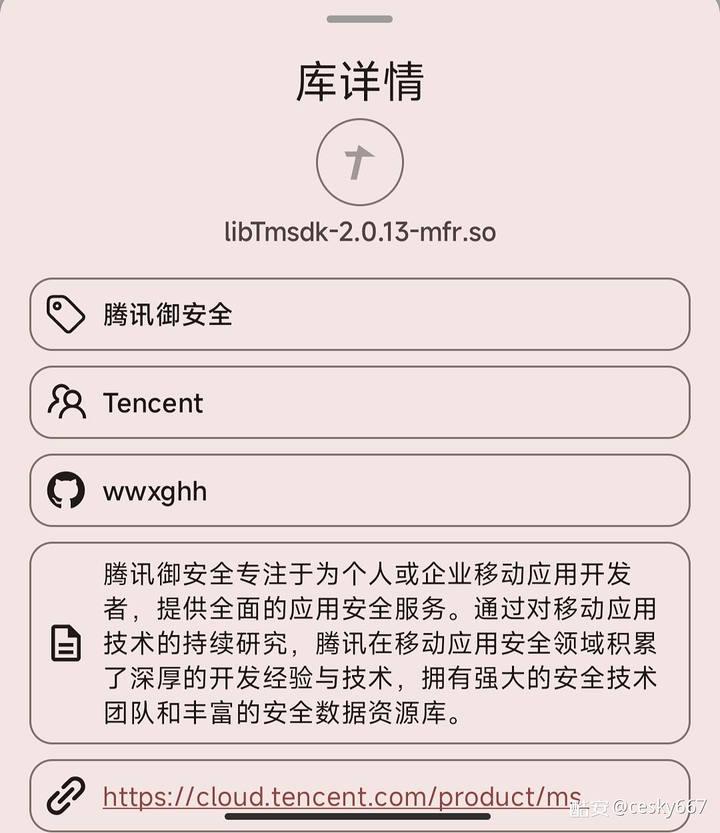 库详情
libTmsdk-2.0.13-mfr.so
腾讯御安全
Tencent
wwxghh
腾讯御安全专注于为个人或企业移动应用开发
者，提供全面的应用安全服务。通过对移动应用
技术的持续研究，腾讯在移动应用安全领域积累
了深厚的开发经验与技术，拥有强大的安全技术
团队和丰富的安全数据资源库。
https://cloud.tencent.com/product/ms
酷安 @cesky667